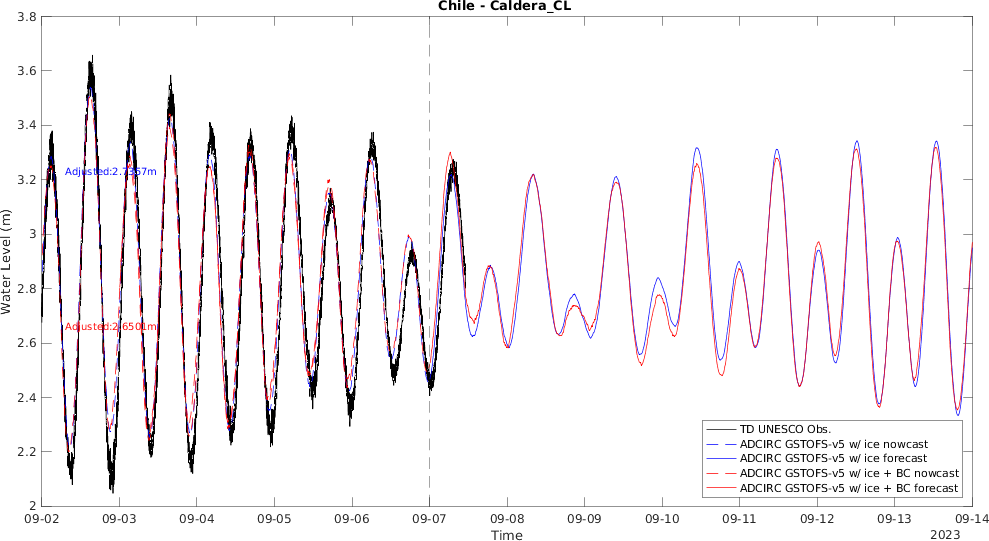 Chile - Caldera_CL
3.8
3.6
3.4
3.2
3
2.8
2.6
2.4
2.2
2
Water Level (m)
Adjusted:2.7357m
Adjusted:2.6501m
TD UNESCO Obs.
ADCIRC GSTOFS-v5 w/ ice nowcast
ADCIRC GSTOFS-v5 w/ ice forecast
ADCIRC GSTOFS-v5 w/ ice + BC nowcast
ADCIRC GSTOFS-v5 w/ ice + BC forecast
09-02 09-03 09-04 09-05 09-06 09-07 09-08 09-09 09-10 09-11 09-12 09-13 09-14
Time
2023